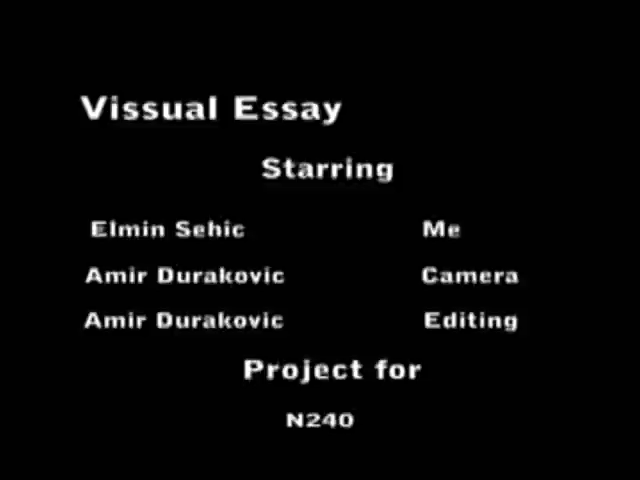 Vissual Essay
Starring
Elmin Sehic Me
Amir Durakovic Camera
Amir Durakovic Editing
Project for
N240